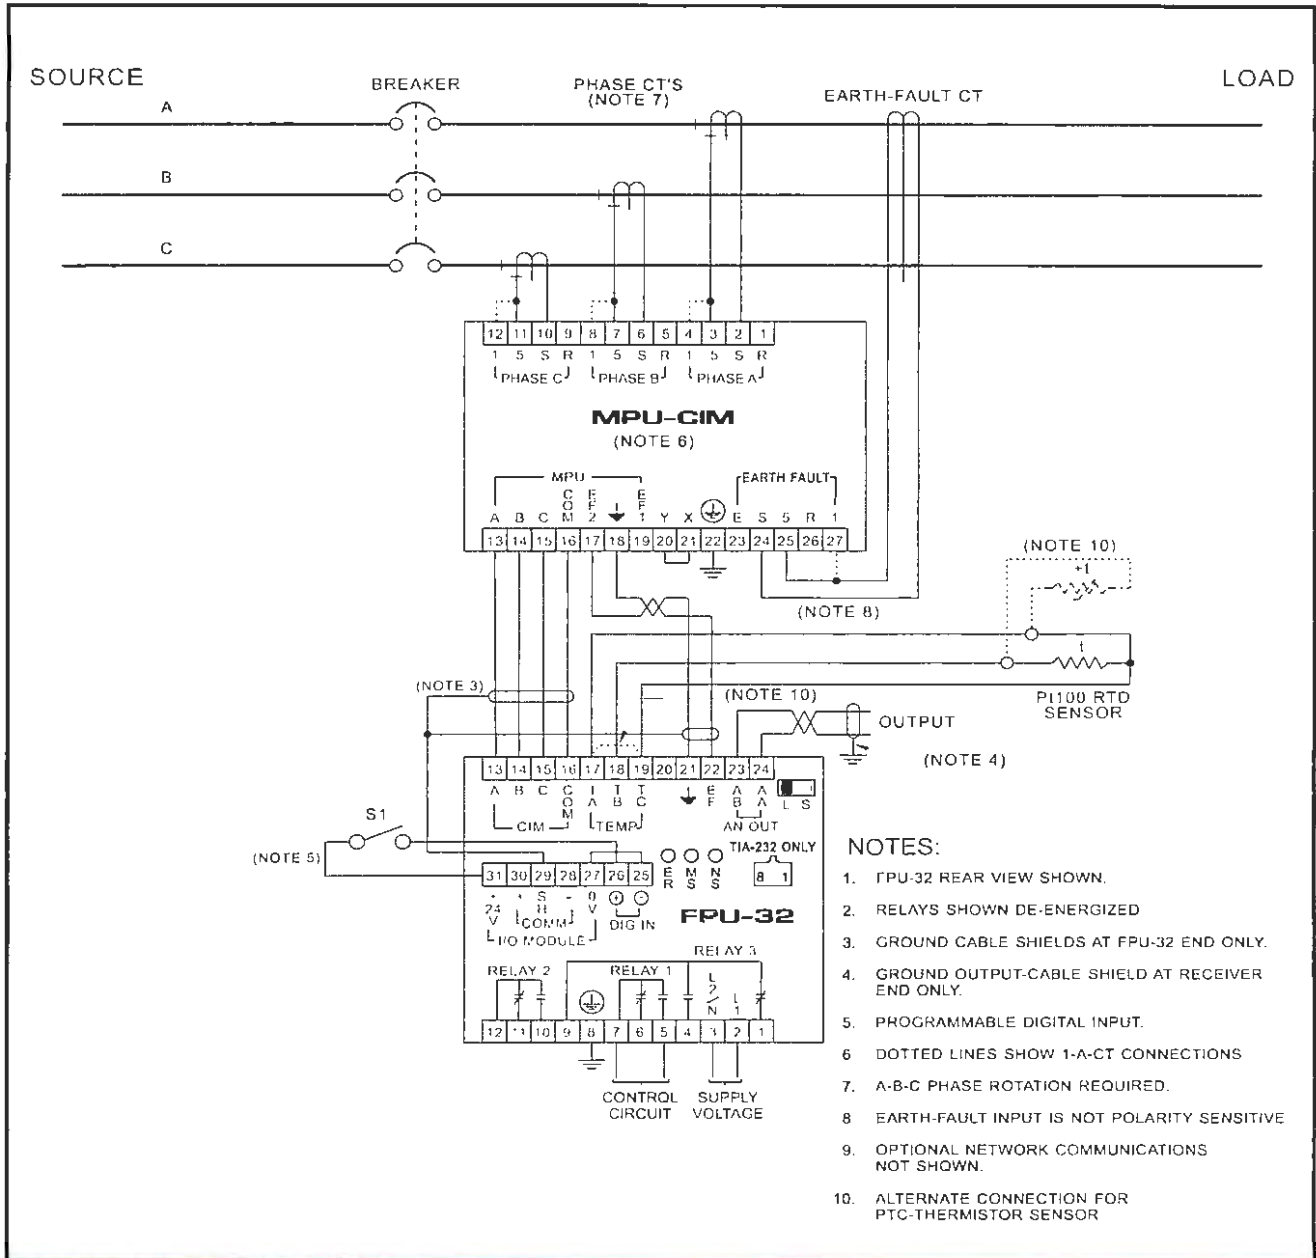 SOURCE
BREAKER
PHASE CT'S
(NOTE 7)
EARTH-FAULT CT
LOAD
A
B
C
12 11 10 9 8 7 6 5 4 3 2 1
1 5 S R 1 5 S R 1 5 S R
PHASE C PHASE B PHASE A
MPU-CIM
(NOTE 6)
MPU
EARTH FAULT
A B C COM EF2 EF1 Y X E S 5 R 1
13 14 15 16 17 18 19 20 21 22 23 24 25 26 27
(NOTE 10)
+t
(NOTE 8)
t
PT100 RTD
SENSOR
(NOTE 3)
(NOTE 10)
OUTPUT
(NOTE 4)
13 14 15 16 17 18 19 20 21 22 23 24
A B C COM TA TB TC EF AB AA
L S
CIM TEMP AN OUT
S1
(NOTE 5)
TIA-232 ONLY
8 1
31 30 29 28 27 26 25
ER MS NS
+ 24V + SH - 0V + -
COMM DIG IN
I/O MODULE
FPU-32
RELAY 3
RELAY 2 RELAY 1
L2/N L1
12 11 10 9 8 7 6 5 4 3 2 1
CONTROL
CIRCUIT
SUPPLY
VOLTAGE
NOTES:
1. FPU-32 REAR VIEW SHOWN.
2. RELAYS SHOWN DE-ENERGIZED
3. GROUND CABLE SHIELDS AT FPU-32 END ONLY.
4. GROUND OUTPUT-CABLE SHIELD AT RECEIVER
END ONLY.
5. PROGRAMMABLE DIGITAL INPUT.
6 DOTTED LINES SHOW 1-A-CT CONNECTIONS
7. A-B-C PHASE ROTATION REQUIRED.
8 EARTH-FAULT INPUT IS NOT POLARITY SENSITIVE
9. OPTIONAL NETWORK COMMUNICATIONS
NOT SHOWN.
10. ALTERNATE CONNECTION FOR
PTC-THERMISTOR SENSOR